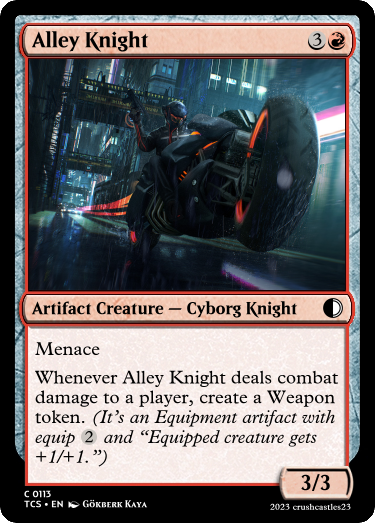 Alley Knight 3
Artifact Creature — Cyborg Knight
Menace
Whenever Alley Knight deals combat
damage to a player, create a Weapon
token. (It's an Equipment artifact with
equip 2 and “Equipped creature gets
+1/+1.”)
3/3
C 0113
TCS • EN Gökberk Kaya
2023 crushcastles23